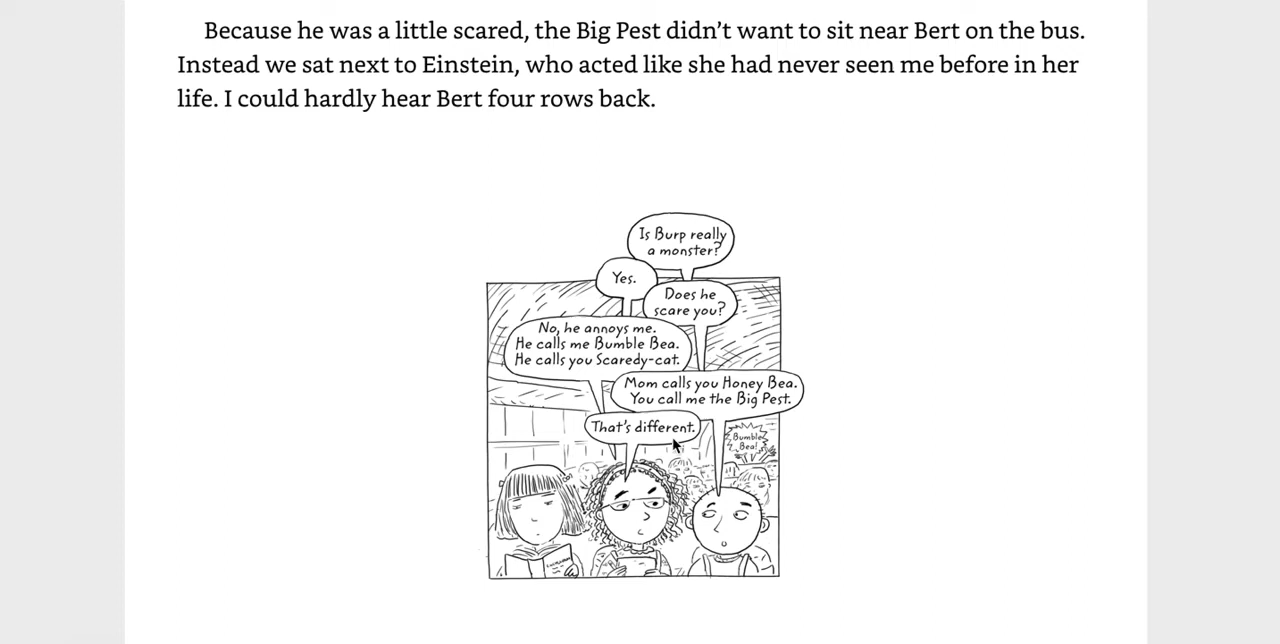 Because he was a little scared, the Big Pest didn’t want to sit near Bert on the bus.
Instead we sat next to Einstein, who acted like she had never seen me before in her
life. I could hardly hear Bert four rows back.
Is Burp really
a monster?
Yes.
Does he
scare you?
No, he annoys me.
He calls me Bumble Bea.
He calls you Scaredy-cat.
Mom calls you Honey Bea.
You call me the Big Pest.
That’s different.
Bumble
Bea!